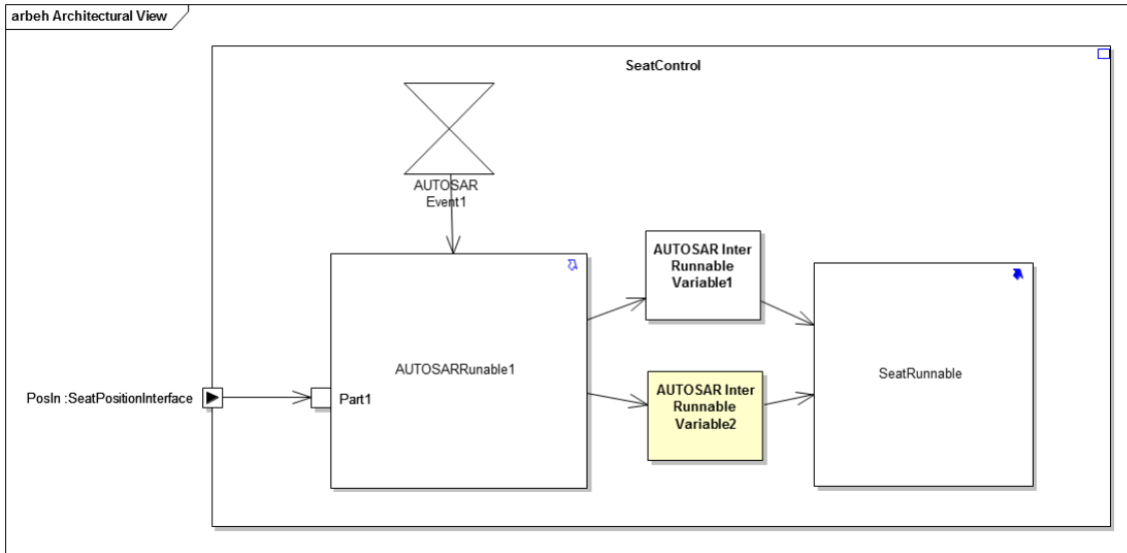 arbeh Architectural View
SeatControl
AUTOSAR
Event1
AUTOSAR Inter
Runnable
Variable1
AUTOSARRunable1
SeatRunnable
PosIn :SeatPositionInterface
Part1
AUTOSAR Inter
Runnable
Variable2